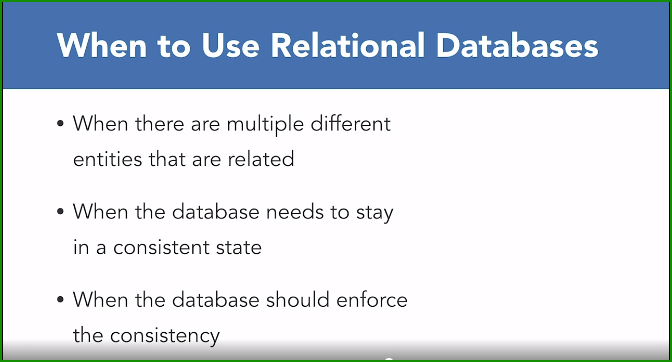 When to Use Relational Databases
• When there are multiple different
entities that are related
• When the database needs to stay
in a consistent state
• When the database should enforce
the consistency